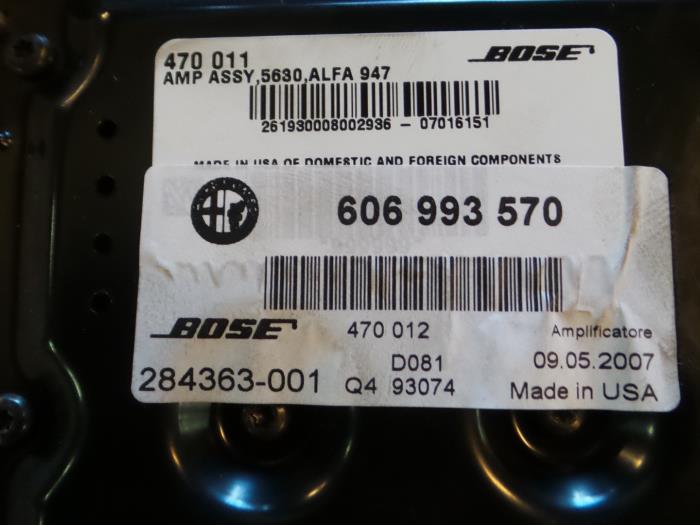 470 011
BOSE
AMP ASSY,5630,ALFA 947
261930008002936 - 07016151
MADE IN USA OF DOMESTIC AND FOREIGN COMPONENTS
606 993 570
BOSE
470 012
Amplificatore
284363-001
D081
Q4 93074
09.05.2007
Made in USA